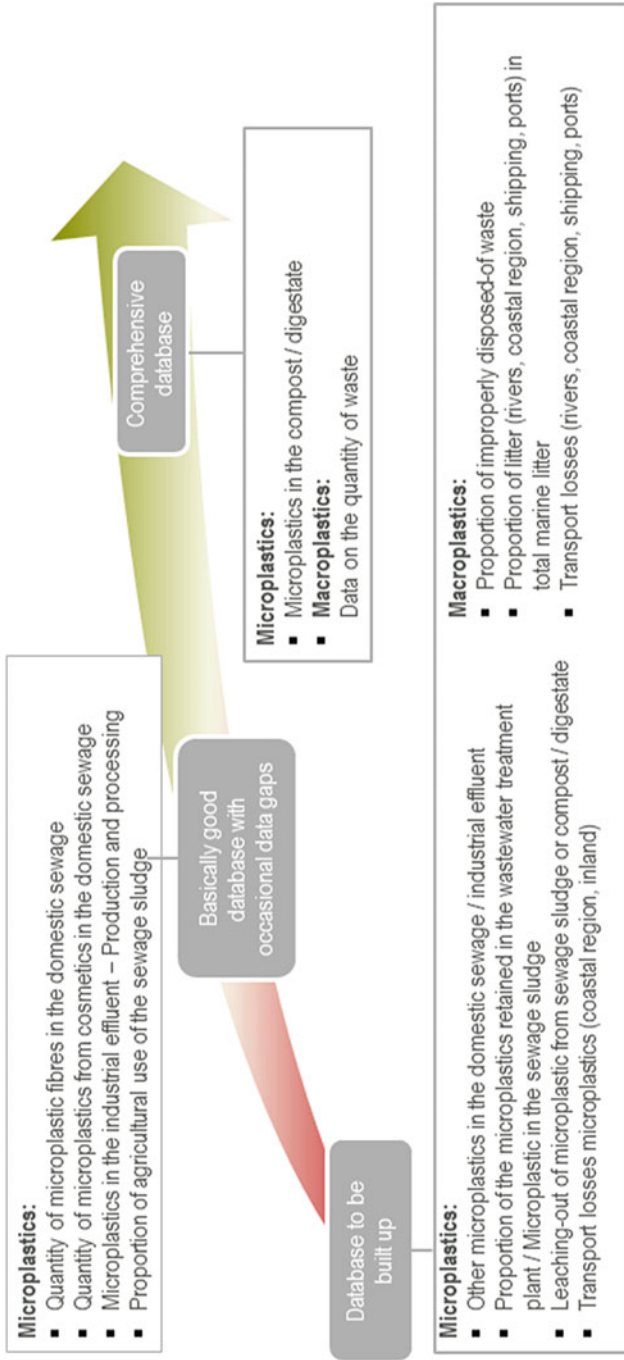 Microplastics:
▪ Quantity of microplastic fibres in the domestic sewage
▪ Quantity of microplastics from cosmetics in the domestic sewage
▪ Microplastics in the industrial effluent – Production and processing
▪ Proportion of agricultural use of the sewage sludge
Comprehensive
database
Basically good
database with
occasional data gaps
Microplastics:
▪ Microplastics in the compost / digestate
▪ Macroplastics:
Data on the quantity of waste
Database to be
built up
Microplastics:
▪ Other microplastics in the domestic sewage / industrial effluent
▪ Proportion of the microplastics retained in the wastewater treatment
plant / Microplastic in the sewage sludge
▪ Leaching-out of microplastic from sewage sludge or compost / digestate
▪ Transport losses microplastics (coastal region, inland)
Macroplastics:
▪ Proportion of improperly disposed-of waste
▪ Proportion of litter (rivers, coastal region, shipping, ports) in
total marine litter
▪ Transport losses (rivers, coastal region, shipping, ports)